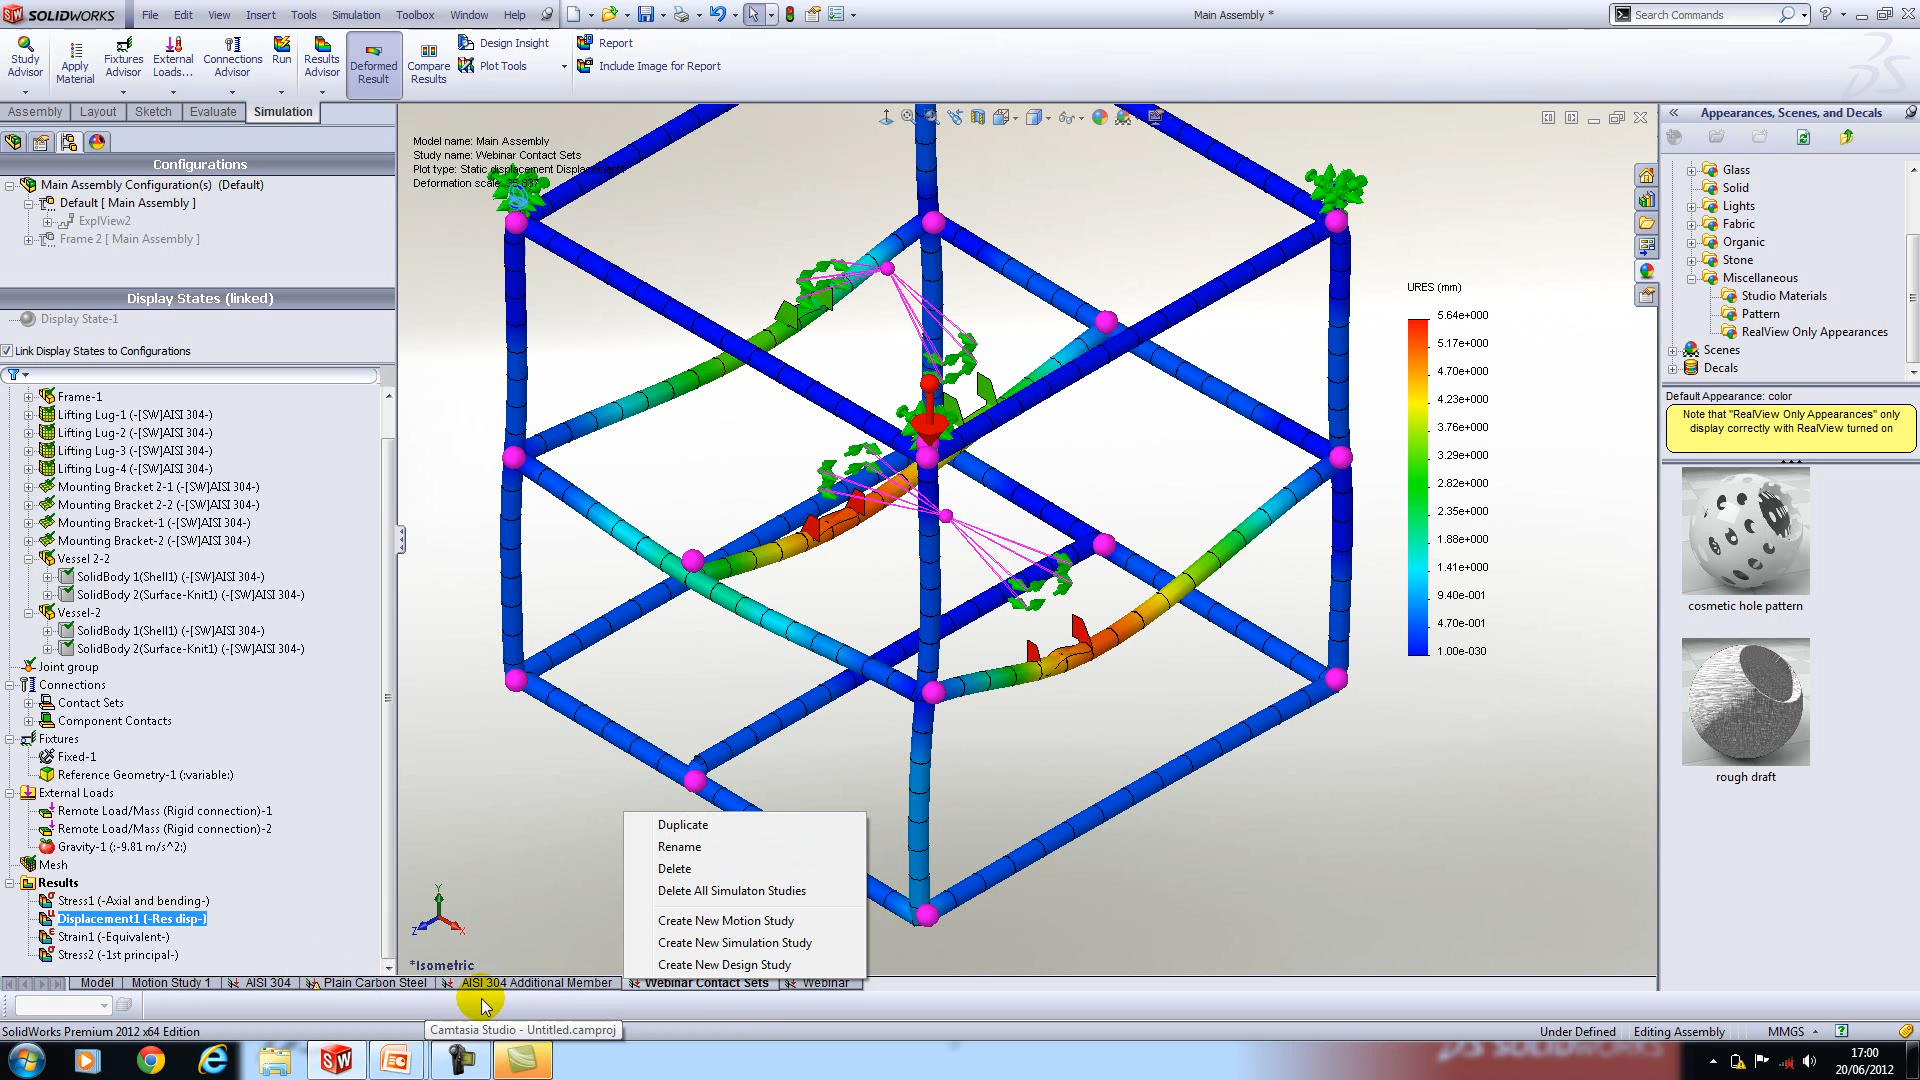 SOLIDWORKS
File Edit View Insert Tools Simulation Toolbox Window Help
Main Assembly *
Search Commands
Study Advisor
Apply Material
Fixtures Advisor
External Loads...
Connections Advisor
Run
Results Advisor
Deformed Result
Compare Results
Design Insight
Plot Tools
Report
Include Image for Report
Assembly Layout Sketch Evaluate Simulation
Configurations
Main Assembly Configuration(s) (Default)
Default [ Main Assembly ]
ExplView2
Frame 2 [ Main Assembly ]
Display States (linked)
Display State-1
Link Display States to Configurations
Frame-1
Lifting Lug-1 (-[SW]AISI 304-)
Lifting Lug-2 (-[SW]AISI 304-)
Lifting Lug-3 (-[SW]AISI 304-)
Lifting Lug-4 (-[SW]AISI 304-)
Mounting Bracket 2-1 (-[SW]AISI 304-)
Mounting Bracket 2-2 (-[SW]AISI 304-)
Mounting Bracket-1 (-[SW]AISI 304-)
Mounting Bracket-2 (-[SW]AISI 304-)
Vessel 2-2
SolidBody 1(Shell1) (-[SW]AISI 304-)
SolidBody 2(Surface-Knit1) (-[SW]AISI 304-)
Vessel-2
SolidBody 1(Shell1) (-[SW]AISI 304-)
SolidBody 2(Surface-Knit1) (-[SW]AISI 304-)
Joint group
Connections
Contact Sets
Component Contacts
Fixtures
Fixed-1
Reference Geometry-1 (:variable:)
External Loads
Remote Load/Mass (Rigid connection)-1
Remote Load/Mass (Rigid connection)-2
Gravity-1 (:-9.81 m/s^2:)
Mesh
Results
Stress1 (-Axial and bending-)
Displacement1 (-Res disp-)
Strain1 (-Equivalent-)
Stress2 (-1st principal-)
Model name: Main Assembly
Study name: Webinar Contact Sets
Plot type: Static displacement
Deformation scale:
URES (mm)
5.64e+000
5.17e+000
4.70e+000
4.23e+000
3.76e+000
3.29e+000
2.82e+000
2.35e+000
1.88e+000
1.41e+000
9.40e-001
4.70e-001
1.00e-030
Y
Z
X
*Isometric
Duplicate
Rename
Delete
Delete All Simulaton Studies
Create New Motion Study
Create New Simulation Study
Create New Design Study
Model Motion Study 1 AISI 304 Plain Carbon Steel AISI 304 Additional Member Webinar Contact Sets Webinar
Camtasia Studio - Untitled.camproj
Appearances, Scenes, and Decals
Glass
Solid
Lights
Fabric
Organic
Stone
Miscellaneous
Studio Materials
Pattern
RealView Only Appearances
Scenes
Decals
Default Appearance: color
Note that "RealView Only Appearances" only
display correctly with RealView turned on
cosmetic hole pattern
rough draft
SolidWorks Premium 2012 x64 Edition
Under Defined Editing Assembly MMGS
17:00
20/06/2012